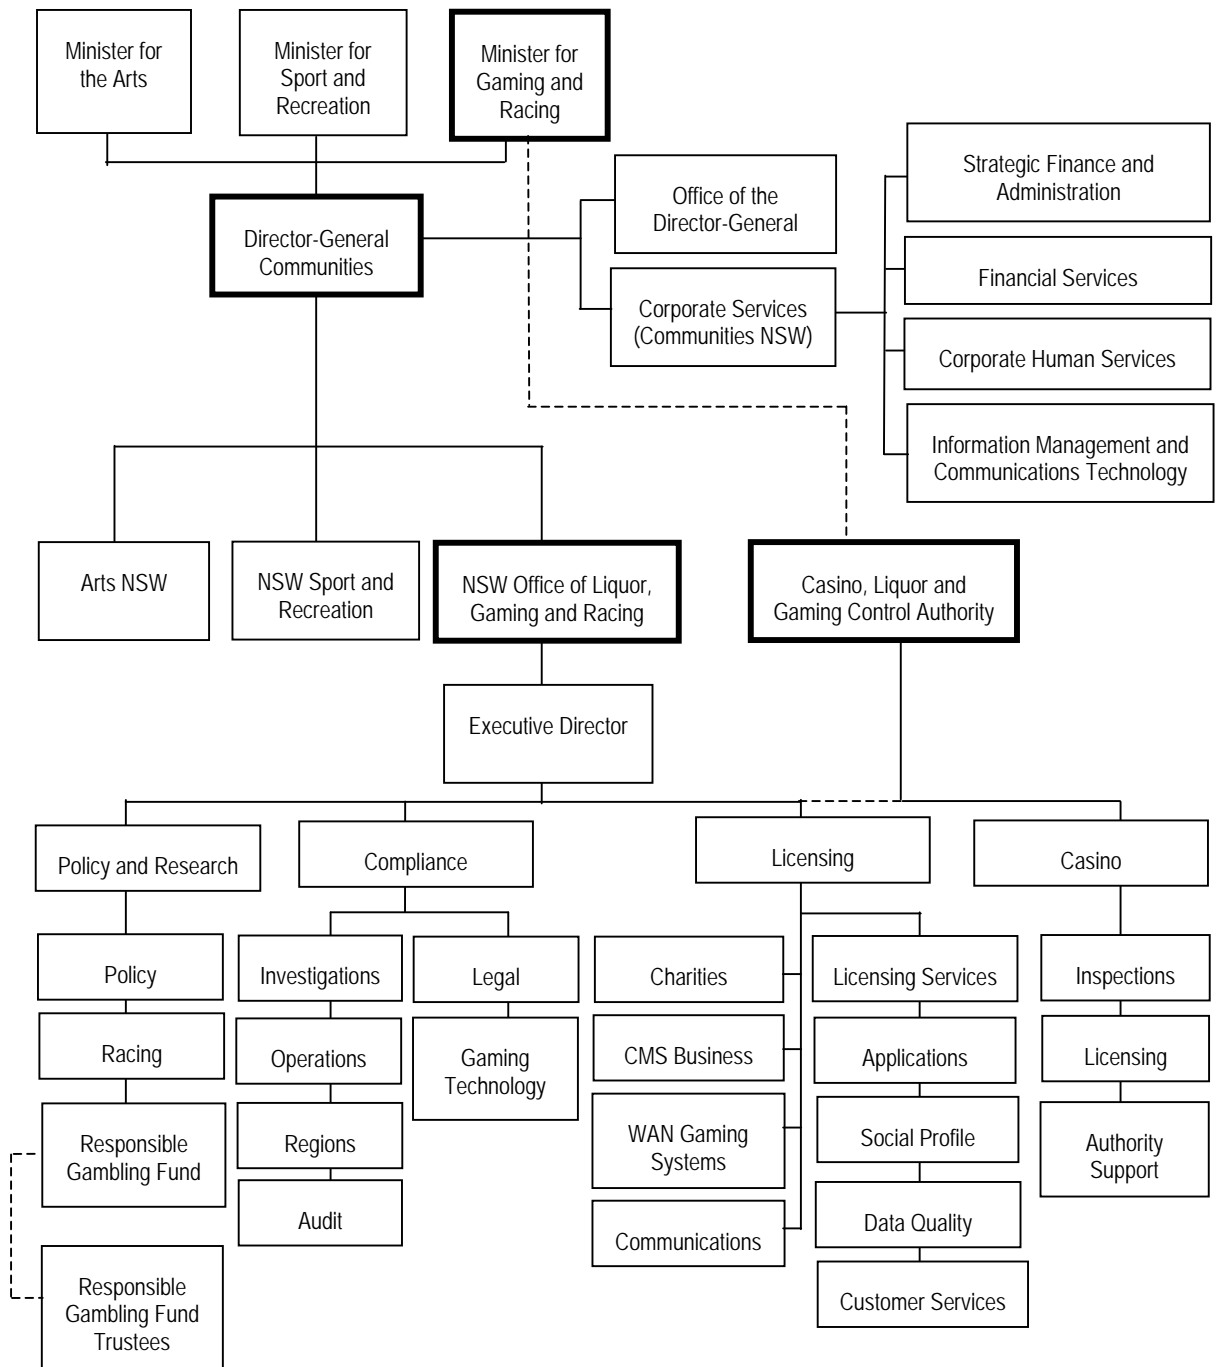 Minister for
the Arts
Minister for
Sport and
Recreation
Minister for
Gaming and
Racing
Strategic Finance and
Administration
Office of the
Director-General
Director-General
Communities
Financial Services
Corporate Services
(Communities NSW)
Corporate Human Services
Information Management and
Communications Technology
Arts NSW
NSW Sport and
Recreation
NSW Office of Liquor,
Gaming and Racing
Casino, Liquor and
Gaming Control Authority
Executive Director
Policy and Research
Compliance
Licensing
Casino
Policy
Racing
Responsible
Gambling Fund
Responsible
Gambling Fund
Trustees
Investigations
Operations
Regions
Audit
Legal
Gaming
Technology
Charities
CMS Business
WAN Gaming
Systems
Communications
Licensing Services
Applications
Social Profile
Data Quality
Customer Services
Inspections
Licensing
Authority
Support